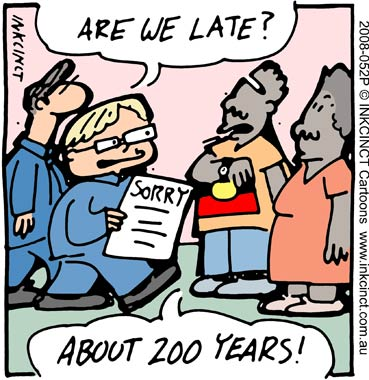 INKCINCT
ARE WE LATE?
SORRY
ABOUT 200 YEARS!
2008-052P © INKCINCT Cartoons www.inkcinct.com.au